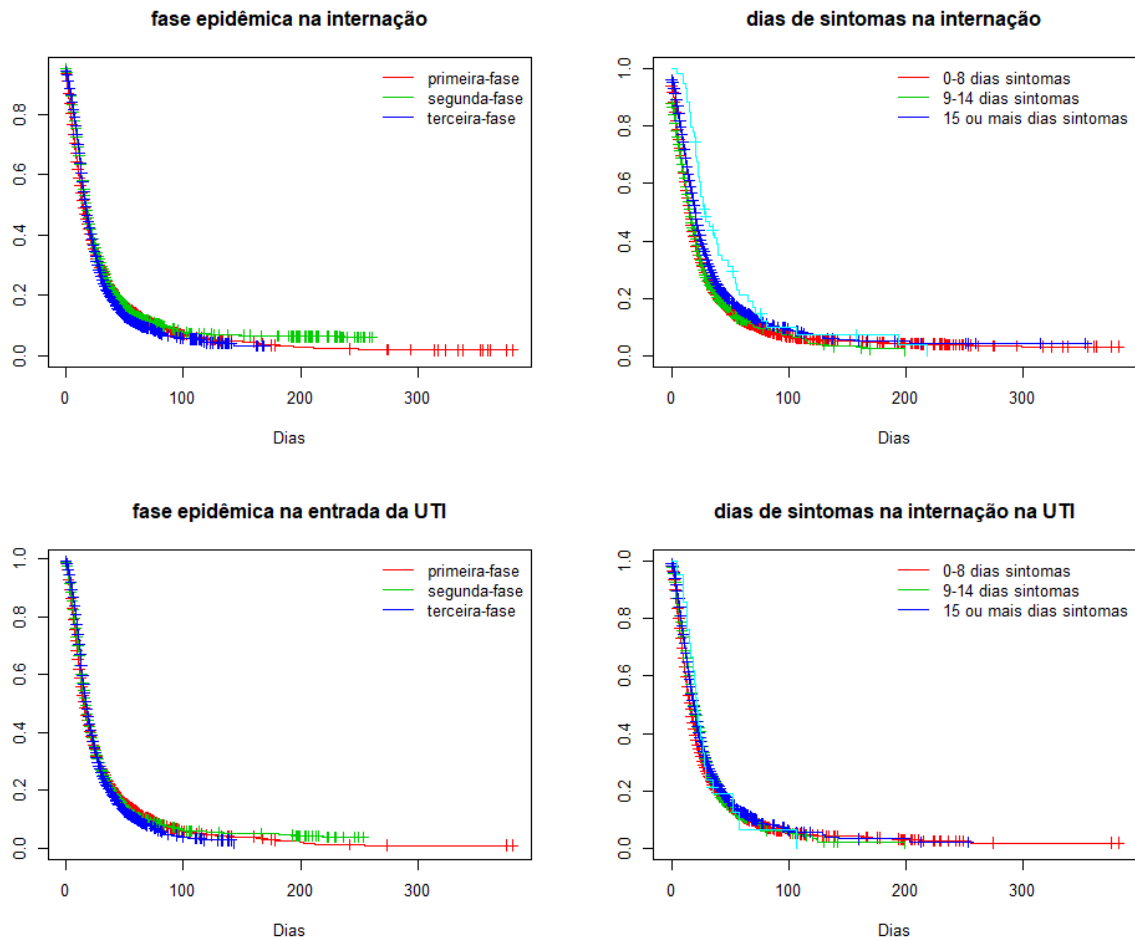 fase epidêmica na internação
primeira-fase
segunda-fase
terceira-fase
0.0 0.2 0.4 0.6 0.8
0 100 200 300
Dias
dias de sintomas na internação
0-8 dias sintomas
9-14 dias sintomas
15 ou mais dias sintomas
0.0 0.2 0.4 0.6 0.8 1.0
0 100 200 300
Dias
fase epidêmica na entrada da UTI
primeira-fase
segunda-fase
terceira-fase
0.0 0.2 0.4 0.6 0.8 1.0
0 100 200 300
Dias
dias de sintomas na internação na UTI
0-8 dias sintomas
9-14 dias sintomas
15 ou mais dias sintomas
0.0 0.2 0.4 0.6 0.8 1.0
0 100 200 300
Dias